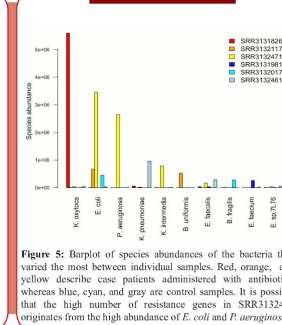 SRR3131826
SRR3132117
SRR3132471
SRR3131981
SRR3132017
SRR3132461
Species abundance
5e+06
4e+06
3e+06
2e+06
1e+06
0e+00
K. oxytoca
E. coli
P. aeruginosa
K. pneumoniae
K. intermedia
B. uniformis
E. faecalis
B. fragilis
E. faecium
E. sp.7L76
Figure 5: Barplot of species abundances of the bacteria th
varied the most between individual samples. Red, orange, a
yellow describe case patients administered with antibioti
whereas blue, cyan, and gray are control samples. It is possi
that the high number of resistance genes in SRR31324
originates from the high abundance of E. coli and P. aeruginos